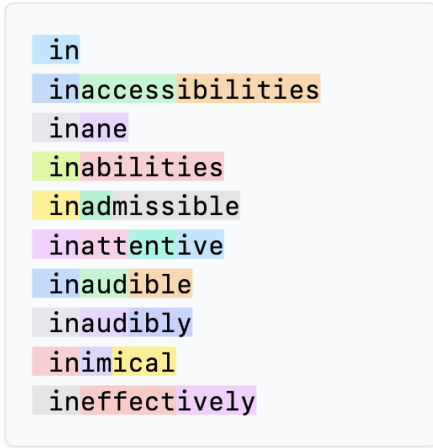 in
inaccessibilities
inane
inabilities
inadmissible
inattentive
inaudible
inaudibly
inimical
ineffectively